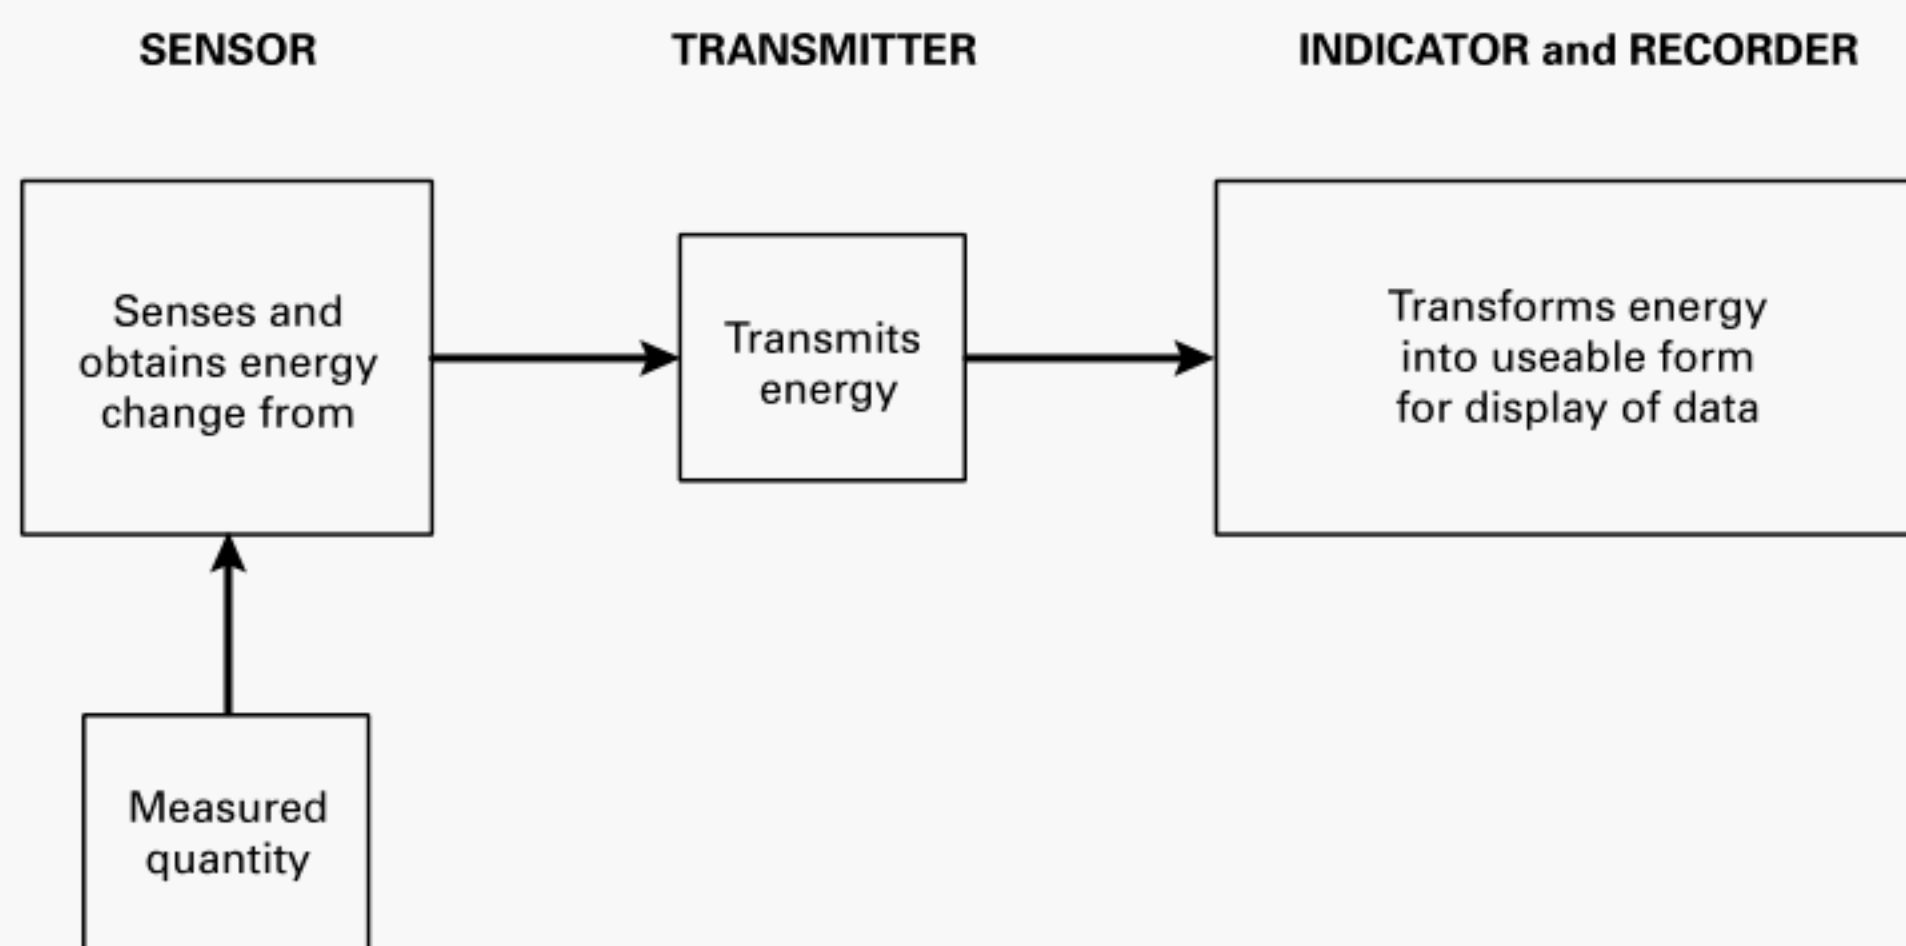 SENSOR
TRANSMITTER
INDICATOR and RECORDER
Senses and
obtains energy
change from
Transmits
energy
Transforms energy
into useable form
for display of data
Measured
quantity